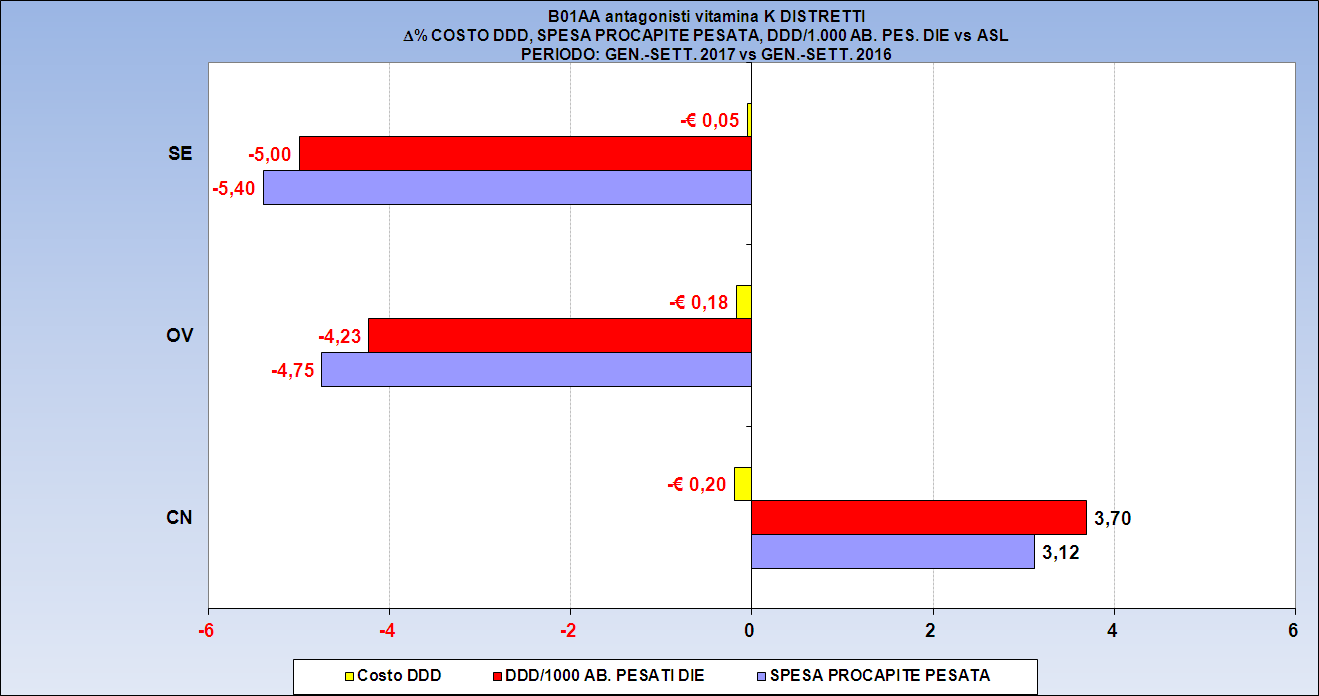 B01AA antagonisti vitamina K DISTRETTI
Δ% COSTO DDD, SPESA PROCAPITE PESATA, DDD/1.000 AB. PES. DIE vs ASL
PERIODO: GEN.-SETT. 2017 vs GEN.-SETT. 2016
-€ 0,05
SE
-5,00
-5,40
-€ 0,18
OV
-4,23
-4,75
-€ 0,20
CN
3,70
3,12
-6 -4 -2 0 2 4 6
Costo DDD DDD/1000 AB. PESATI DIE SPESA PROCAPITE PESATA